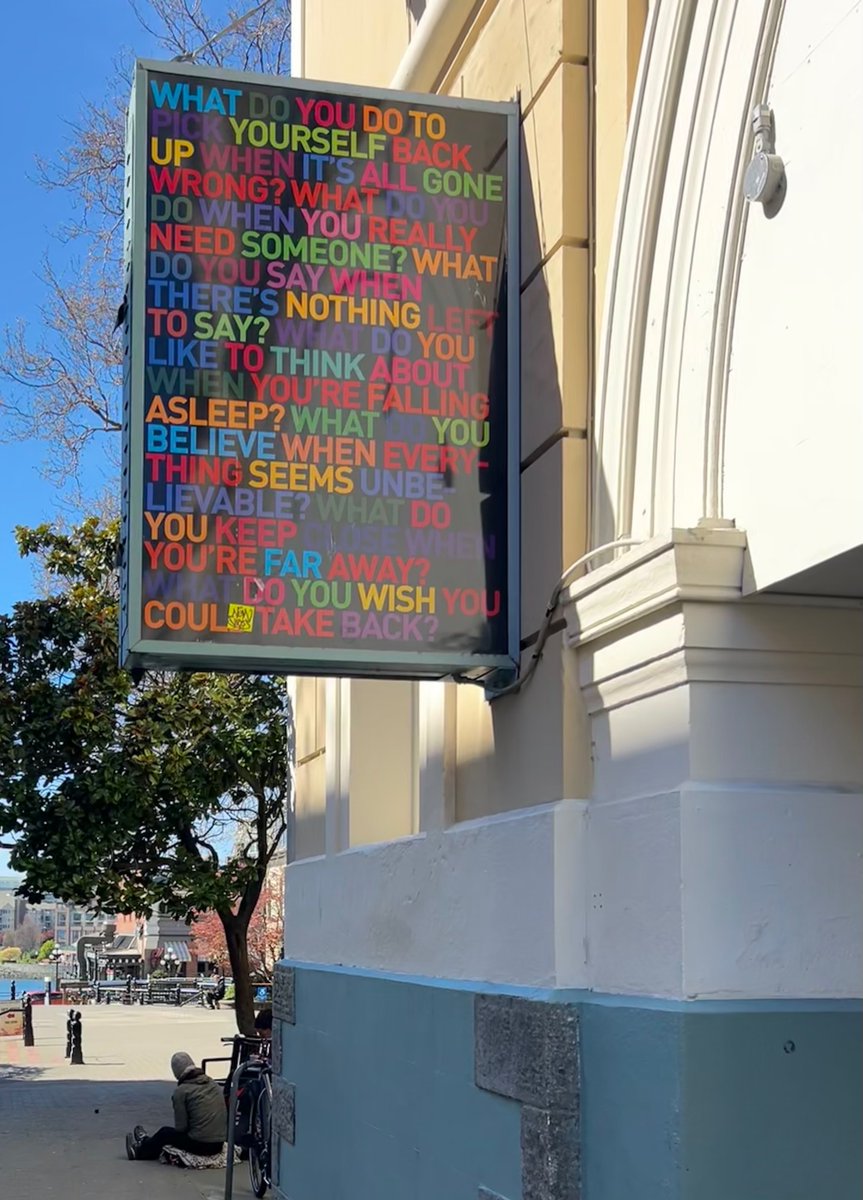 WHAT DO YOU DO TO
PICK YOURSELF BACK
UP WHEN IT'S ALL GONE
WRONG? WHAT DO YOU
DO WHEN YOU REALLY
NEED SOMEONE? WHAT
DO YOU SAY WHEN
THERE'S NOTHING LEFT
TO SAY? WHAT DO YOU
LIKE TO THINK ABOUT
WHEN YOU'RE FALLING
ASLEEP? WHAT DO YOU
BELIEVE WHEN EVERY-
THING SEEMS UNBE-
LIEVABLE? WHAT DO
YOU KEEP CLOSE WHEN
YOU'RE FAR AWAY?
WHAT DO YOU WISH YOU
COUL TAKE BACK?